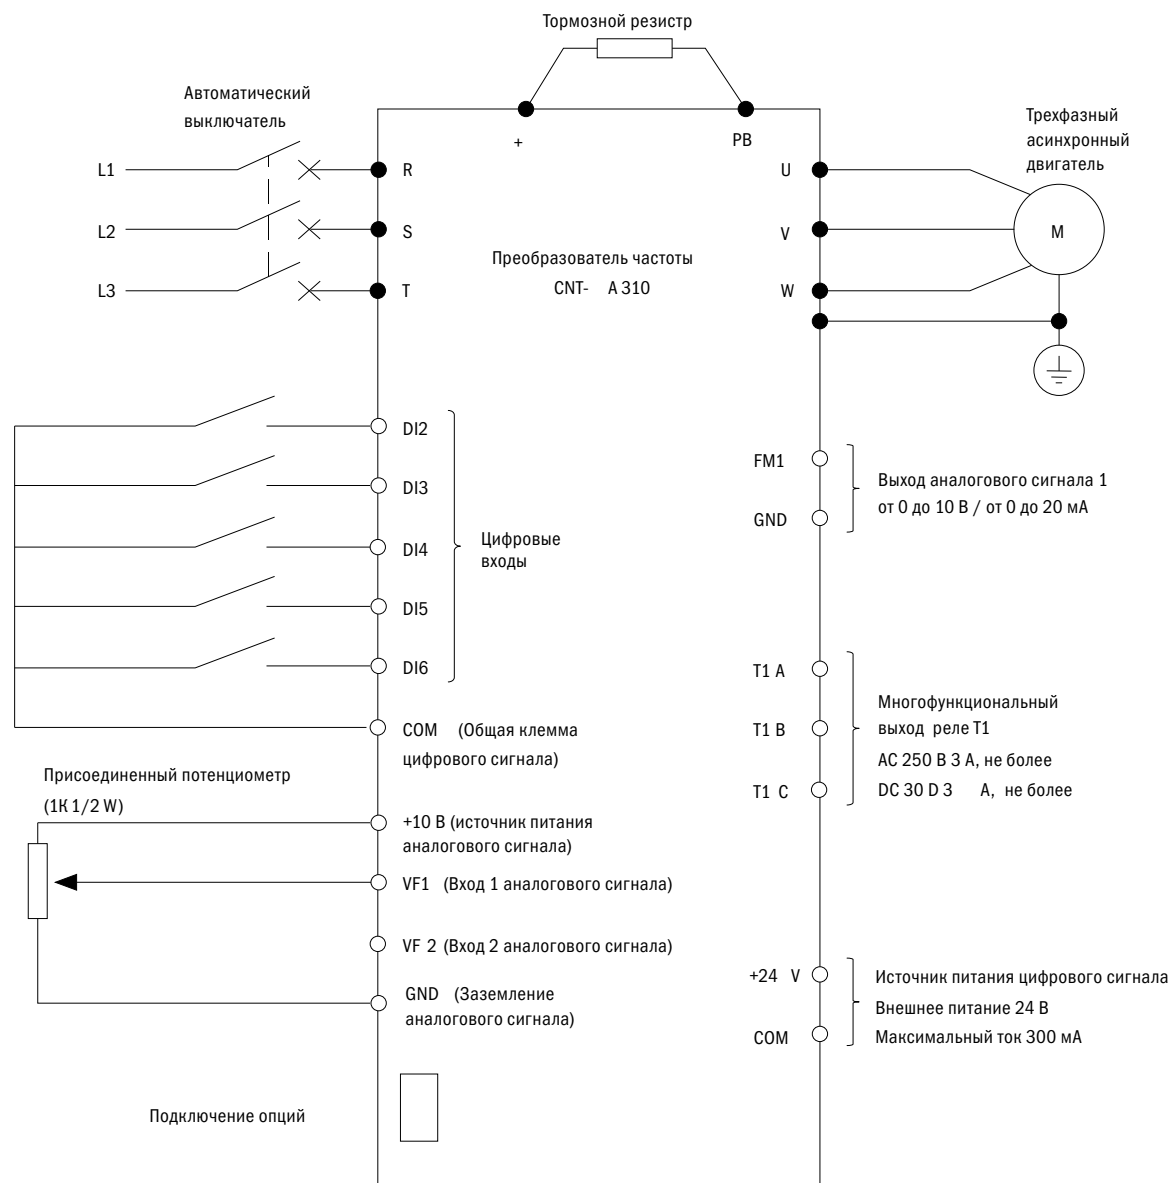 Тормозной резистр
Автоматический
выключатель
+
PB
Трехфазный
асинхронный
двигатель
L1
R
U
L2
S
V
M
Преобразователь частоты
CNT- A 310
L3
T
W
DI2
DI3
DI4
DI5
DI6
Цифровые
входы
FM1
GND
Выход аналогового сигнала 1
от 0 до 10 В / от 0 до 20 мА
T1 A
T1 B
T1 C
Многофункциональный
выход реле Т1
AC 250 В 3 А, не более
DC 30 D 3 А, не более
COM (Общая клемма
цифрового сигнала)
Присоединенный потенциометр
(1К 1/2 W)
+10 В (источник питания
аналогового сигнала)
VF1 (Вход 1 аналогового сигнала)
VF 2 (Вход 2 аналогового сигнала)
GND (Заземление
аналогового сигнала)
+24 V
COM
Источник питания цифрового сигнала
Внешнее питание 24 В
Максимальный ток 300 мА
Подключение опций